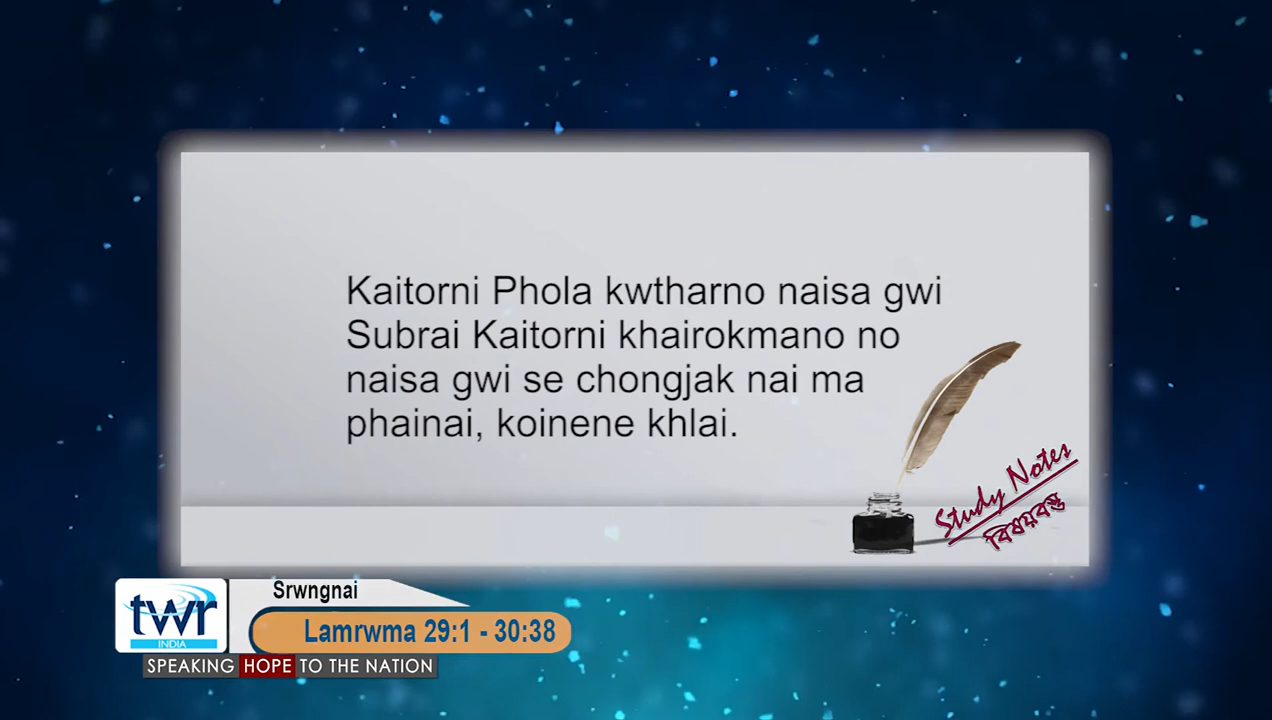 Kaitorni Phola kwtharno naisa gwi
Subrai Kaitorni khairokmano no
naisa gwi se chongjak nai ma
phainai, koinene khlai.
Study Notes
বিষয়বস্তু
twr
INDIA
Srwngnai
Lamrwma 29:1 - 30:38
SPEAKING HOPE TO THE NATION